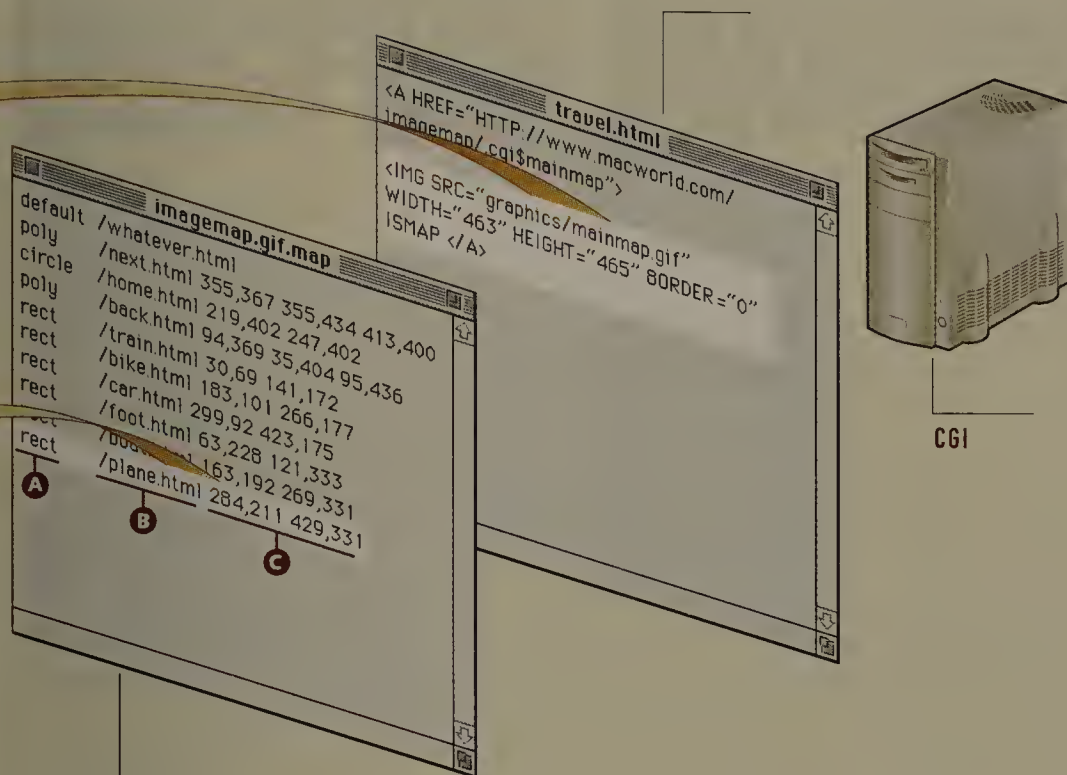 travel.html
<A HREF="HTTP://www.macworld.com/
imagemap/.cgi$mainmap">
<IMG SRC="graphics/mainmap.gif"
WIDTH="463" HEIGHT="465" BORDER="0"
ISMAP </A>
CGI
imagemap.gif.map
default /whatever.html
poly /next.html 355,367 355,434 413,400
circle /home.html 219,402 247,402
poly /back.html 94,369 35,404 95,436
rect /train.html 30,69 141,172
rect /bike.html 183,101 266,177
rect /car.html 299,92 423,175
rect /foot.html 63,228 121,333
163,192 269,331
rect /plane.html 284,211 429,331
A B C